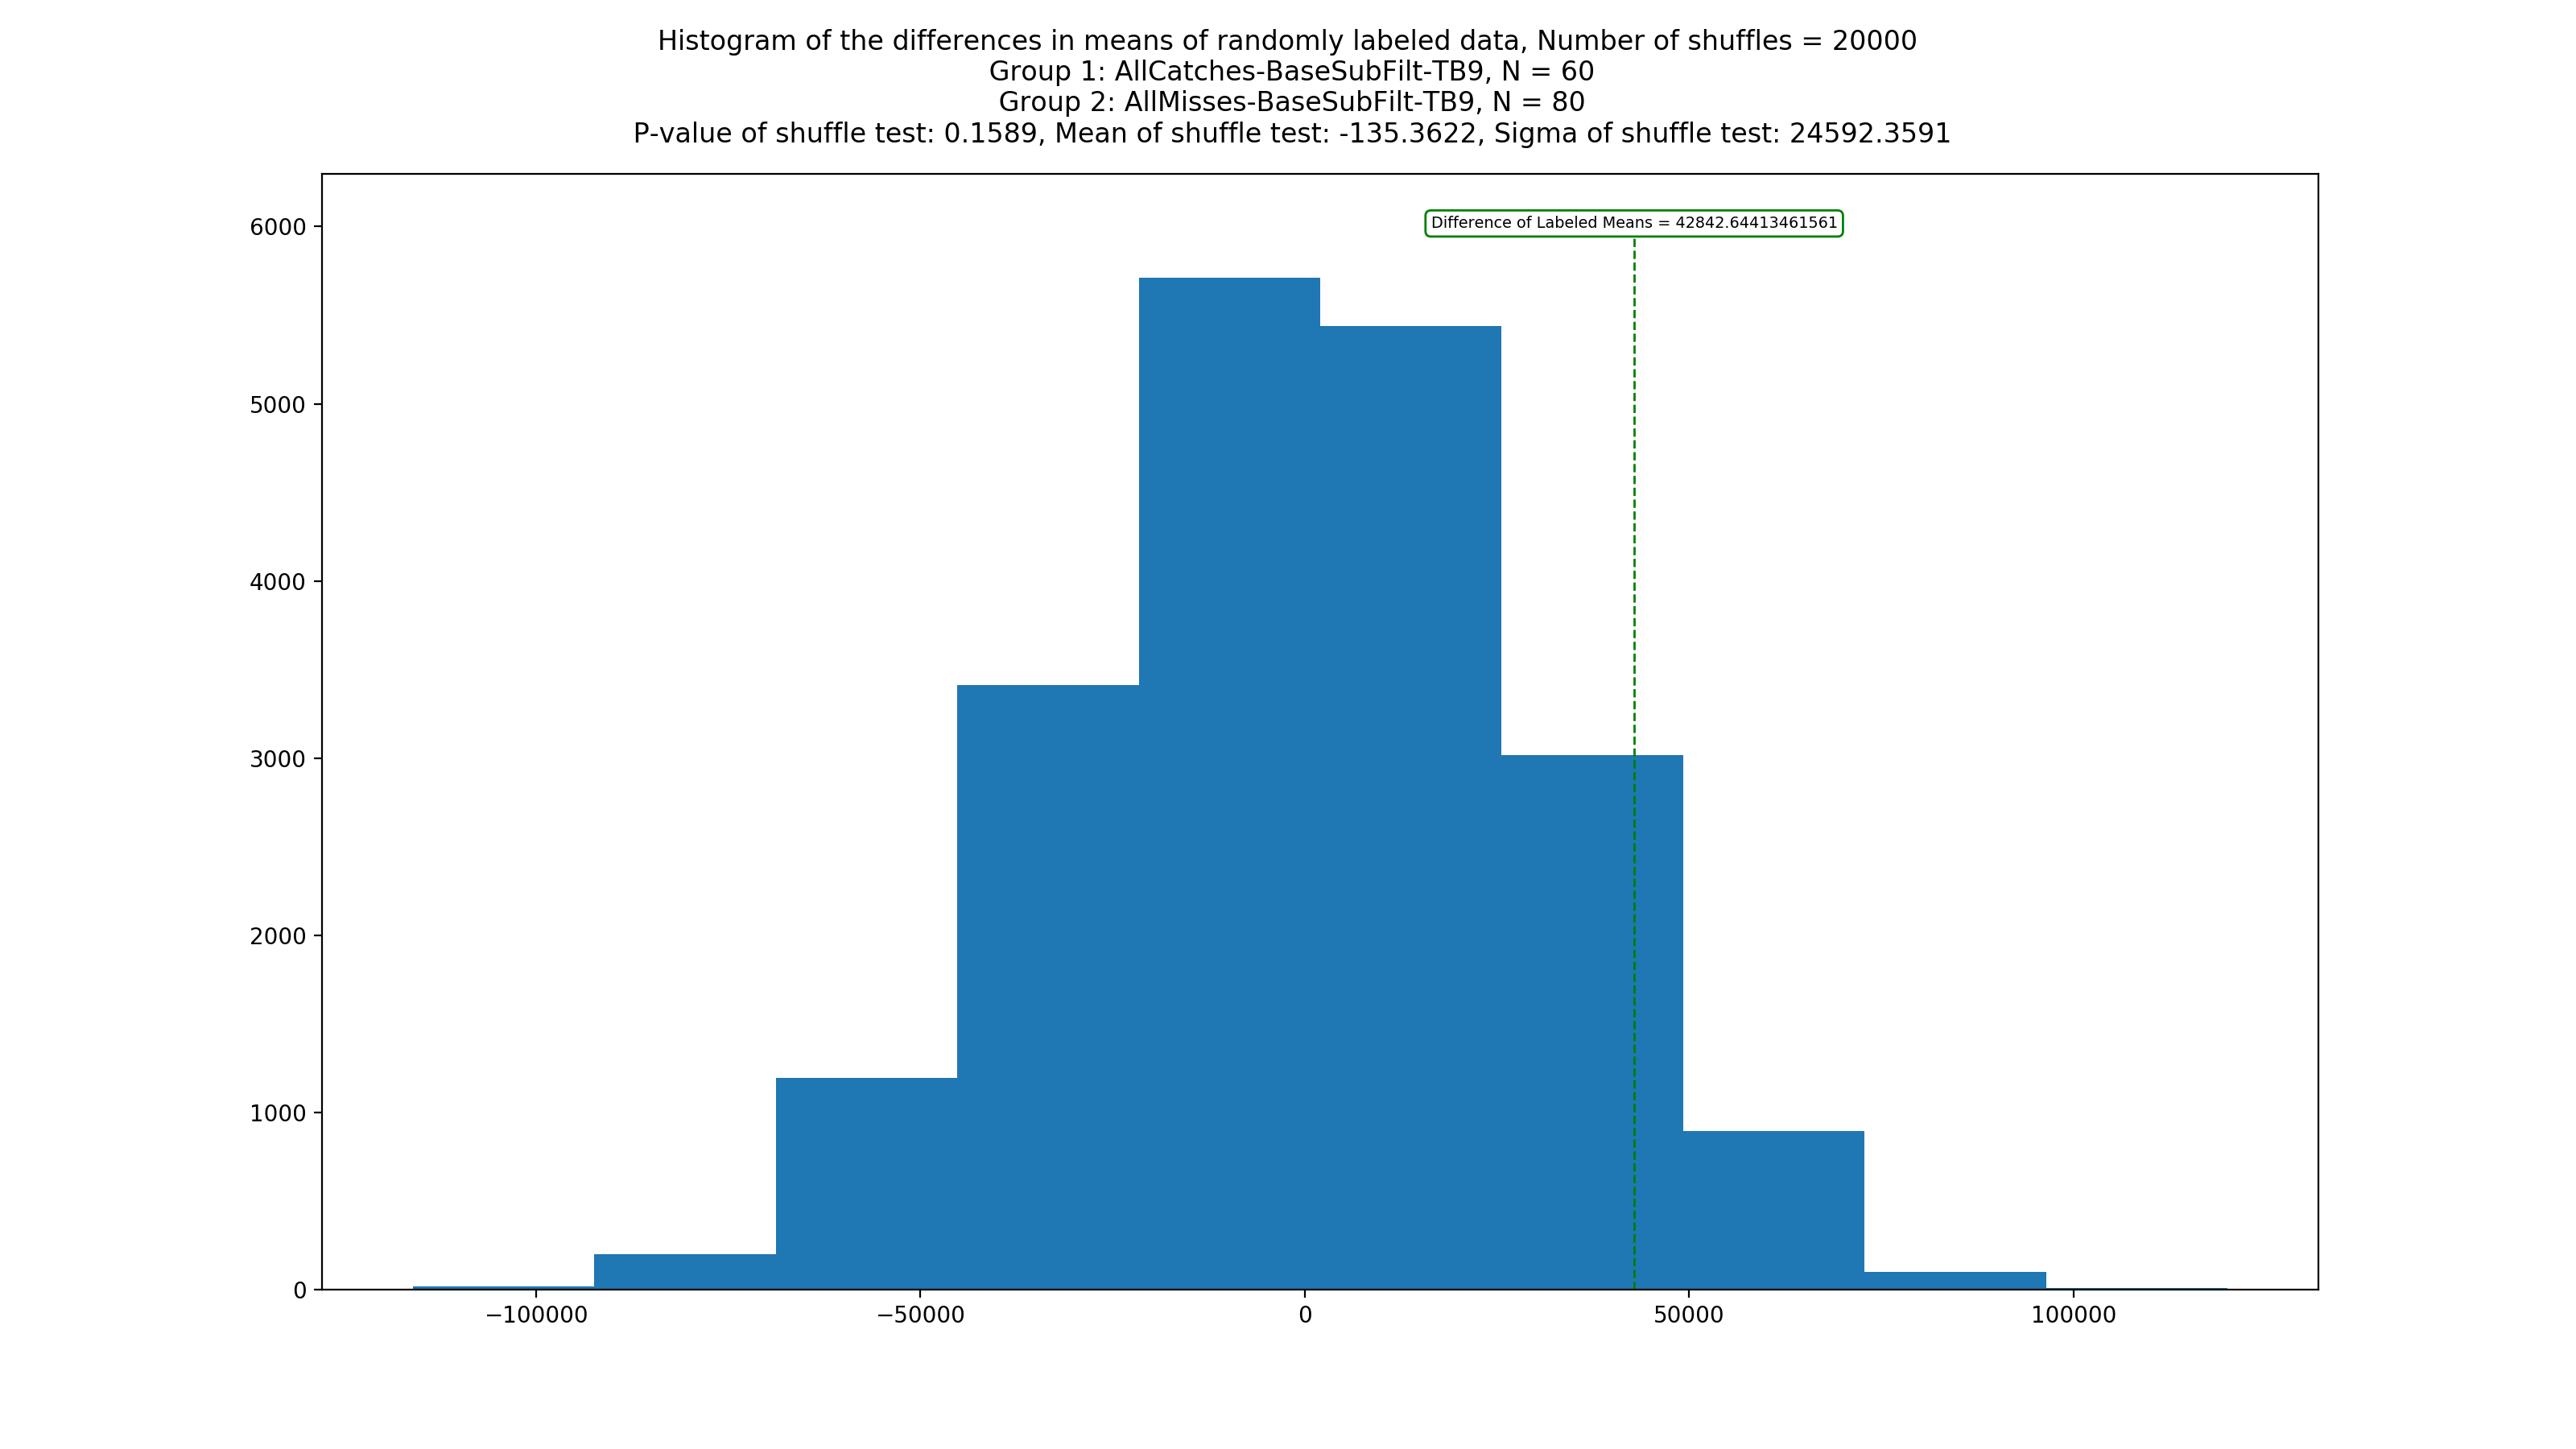 Histogram of the differences in means of randomly labeled data, Number of shuffles = 20000
Group 1: AllCatches-BaseSubFilt-TB9, N = 60
Group 2: AllMisses-BaseSubFilt-TB9, N = 80
P-value of shuffle test: 0.1589, Mean of shuffle test: -135.3622, Sigma of shuffle test: 24592.3591
Difference of Labeled Means = 42842.64413461561
6000
5000
4000
3000
2000
1000
0
−100000
−50000
0
50000
100000